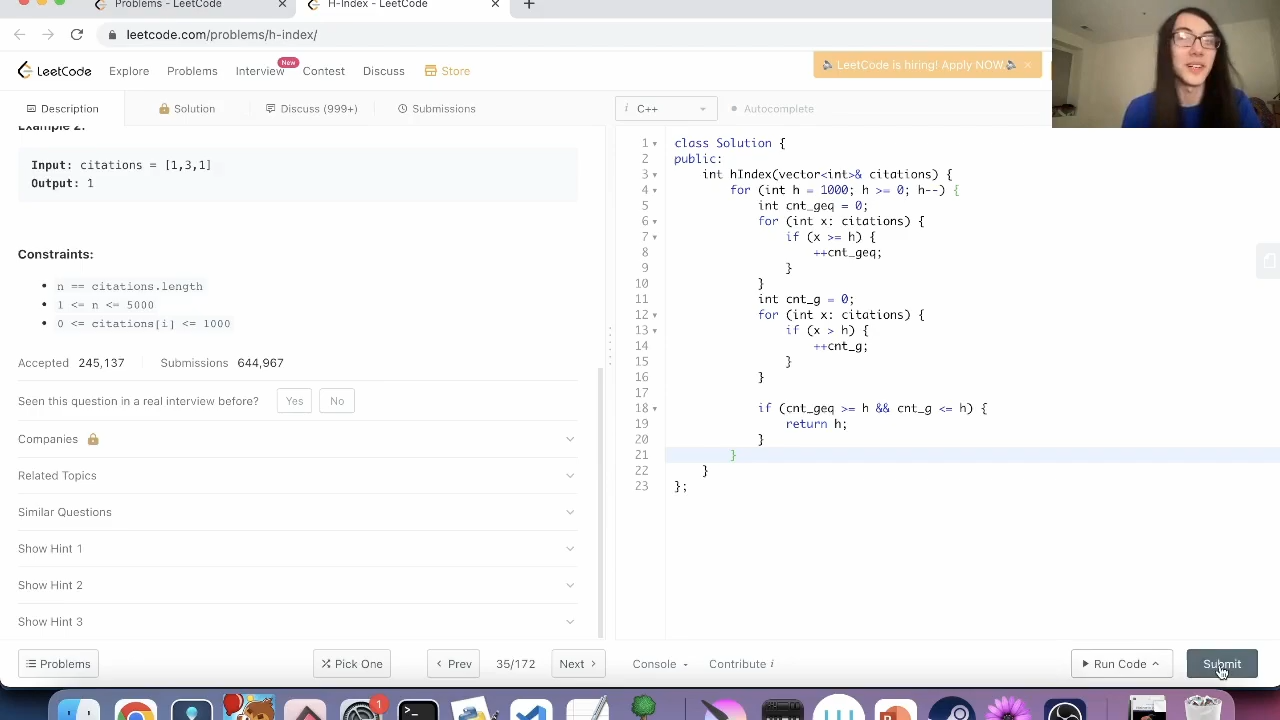 Problems - LeetCode
H-Index - LeetCode
leetcode.com/problems/h-index/
LeetCode
Explore
Problems
Interview
New
Contest
Discuss
Store
LeetCode is hiring! Apply NOW.
Description
Solution
Discuss (999+)
Submissions
i C++
Autocomplete
Example 2:
Input: citations = [1,3,1]
Output: 1
Constraints:
n == citations.length
1 <= n <= 5000
0 <= citations[i] <= 1000
Accepted 245,137
Submissions 644,967
Seen this question in a real interview before?
Yes
No
Companies
Related Topics
Similar Questions
Show Hint 1
Show Hint 2
Show Hint 3
1 class Solution {
2 public:
3 int hIndex(vector<int>& citations) {
4 for (int h = 1000; h >= 0; h--) {
5 int cnt_geq = 0;
6 for (int x: citations) {
7 if (x >= h) {
8 ++cnt_geq;
9 }
10 }
11 int cnt_g = 0;
12 for (int x: citations) {
13 if (x > h) {
14 ++cnt_g;
15 }
16 }
17
18 if (cnt_geq >= h && cnt_g <= h) {
19 return h;
20 }
21 }
22 }
23 };
Problems
Pick One
Prev
35/172
Next
Console
Contribute i
Run Code
Submit
1